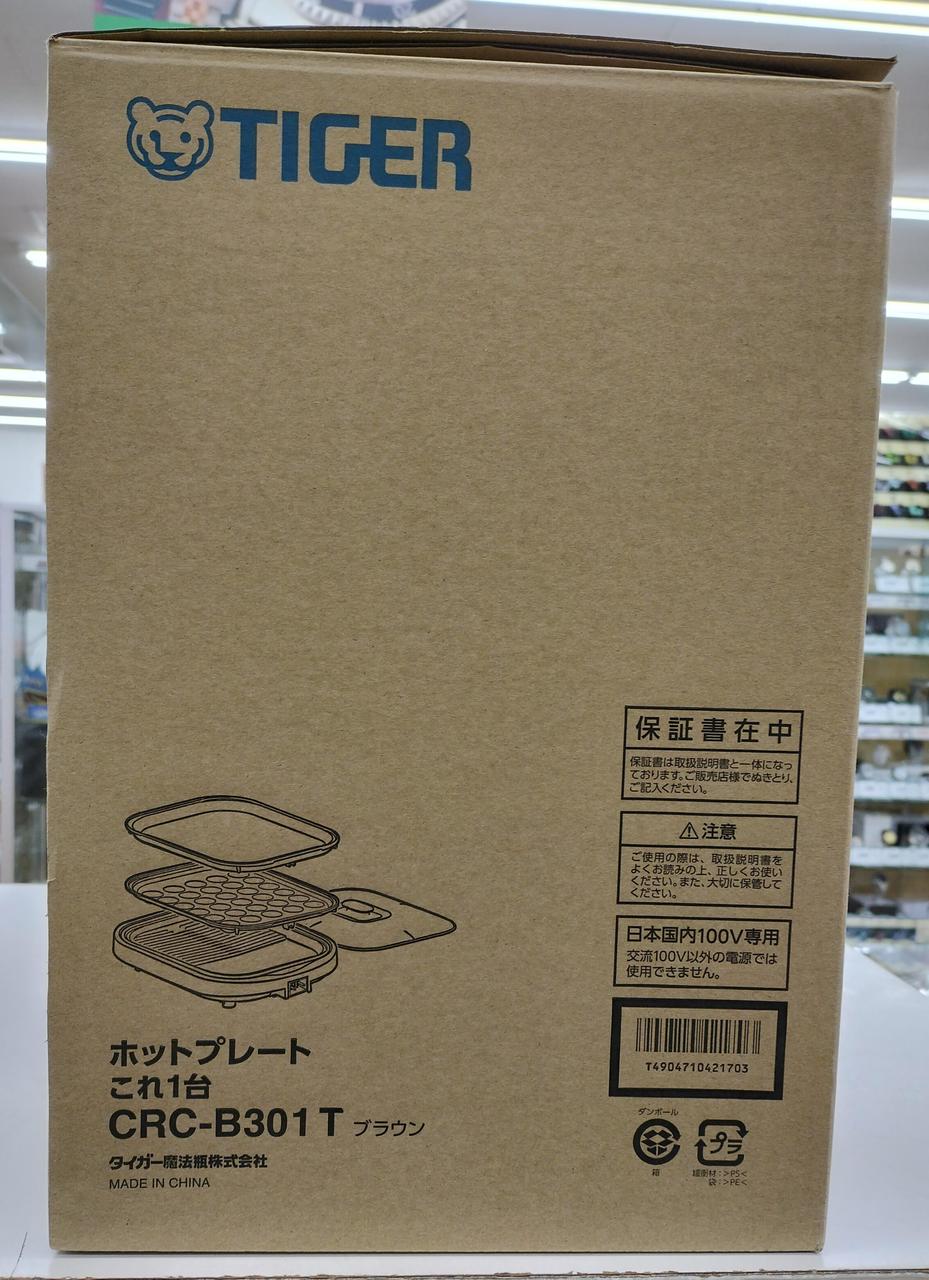 TIGER
保証書在中
保証書は取扱説明書と一体になっ
ております。ご販売店様でぬきとり、
ご記入ください。
⚠注意
ご使用の際は、取扱説明書を
よくお読みの上、正しくお使い
ください。また、大切に保管して
ください。
日本国内100V専用
交流100V以外の電源では
使用できません。
T4904710421703
ダンボール
箱
プラ
緩衝材:>PS<
袋:>PE<
ホットプレート
これ1台
CRC-B301 T ブラウン
タイガー魔法瓶株式会社
MADE IN CHINA